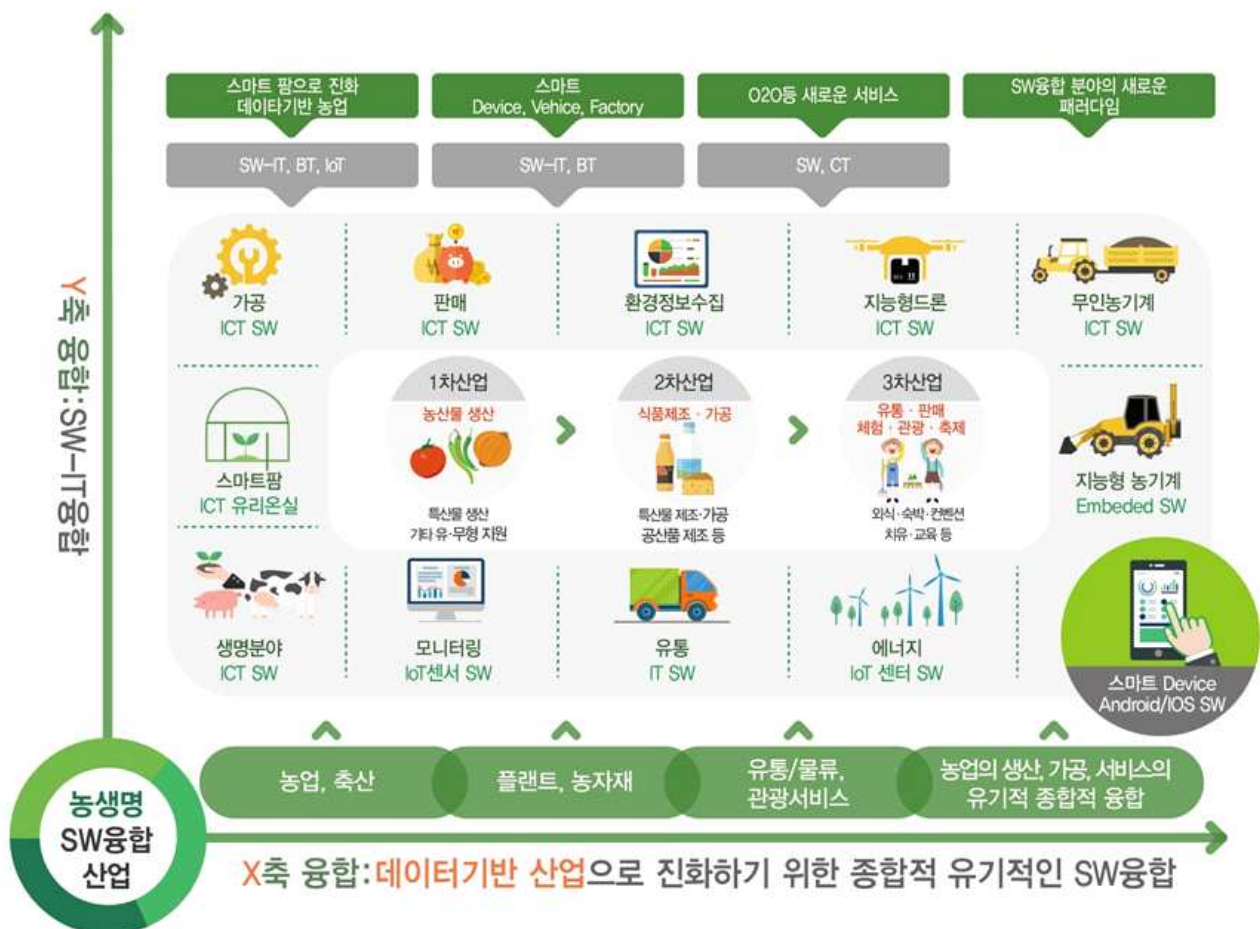 스마트 팜으로 진화
데이타기반 농업
스마트
Device, Vehice, Factory
O2O등 새로운 서비스
SW융합 분야의 새로운
패러다임
SW-IT, BT, IoT
SW-IT, BT
SW, CT
Y축 융합:SW-IT융합
가공
ICT SW
판매
ICT SW
환경정보수집
ICT SW
지능형드론
ICT SW
무인농기계
ICT SW
스마트팜
ICT 유리온실
1차산업
농산물 생산
특산물 생산
기타 유·무형 지원
2차산업
식품제조·가공
특산물 제조·가공
공산품 제조 등
3차산업
유통·판매
체험·관광·축제
외식·숙박·컨벤션
치유·교육 등
지능형 농기계
Embeded SW
생명분야
ICT SW
모니터링
IoT센서 SW
유통
IT SW
에너지
IoT 센터 SW
스마트 Device
Android/IOS SW
농업, 축산
플랜트, 농자재
유통/물류,
관광서비스
농업의 생산, 가공, 서비스의
유기적 종합적 융합
농생명
SW융합
산업
X축 융합:데이터기반 산업으로 진화하기 위한 종합적 유기적인 SW융합